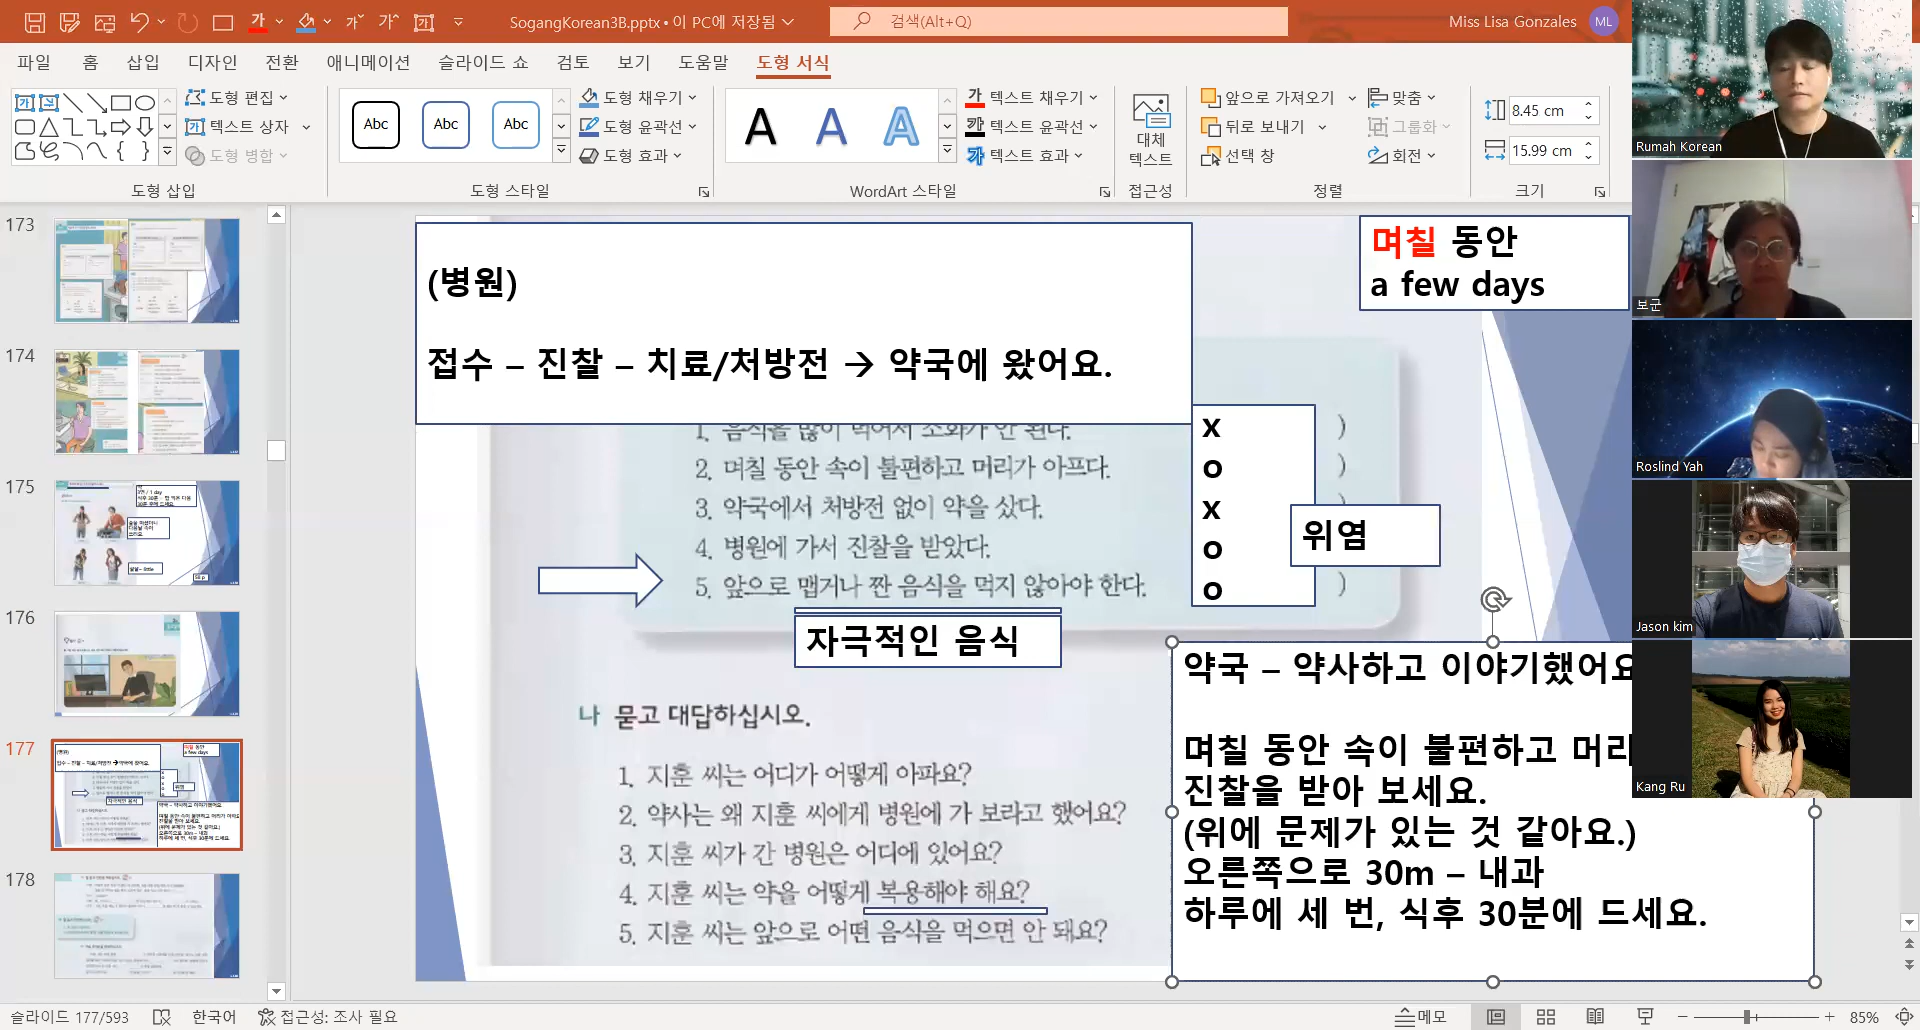 SogangKorean3B.pptx • 이 PC에 저장됨
검색(Alt+Q)
Miss Lisa Gonzales
ML
파일 홈 삽입 디자인 전환 애니메이션 슬라이드 쇼 검토 보기 도움말 도형 서식
도형 편집
텍스트 상자
도형 병합
도형 삽입
Abc Abc Abc
도형 채우기
도형 윤곽선
도형 효과
도형 스타일
A A A
텍스트 채우기
텍스트 윤곽선
텍스트 효과
WordArt 스타일
대체
텍스트
접근성
앞으로 가져오기
뒤로 보내기
선택 창
맞춤
그룹화
회전
정렬
8.45 cm
15.99 cm
크기
173
174
175
176
177
178
(병원)
접수 – 진찰 – 치료/처방전 → 약국에 왔어요.
며칠 동안
a few days
1. 음식을 많이 먹어서 소화가 안 된다.
2. 며칠 동안 속이 불편하고 머리가 아프다.
3. 약국에서 처방전 없이 약을 샀다.
4. 병원에 가서 진찰을 받았다.
5. 앞으로 맵거나 짠 음식을 먹지 않아야 한다.
x )
o )
x
o
o )
위염
자극적인 음식
나 묻고 대답하십시오.
1. 지훈 씨는 어디가 어떻게 아파요?
2. 약사는 왜 지훈 씨에게 병원에 가 보라고 했어요?
3. 지훈 씨가 간 병원은 어디에 있어요?
4. 지훈 씨는 약을 어떻게 복용해야 해요?
5. 지훈 씨는 앞으로 어떤 음식을 먹으면 안 돼요?
약국 – 약사하고 이야기했어요
며칠 동안 속이 불편하고 머리
진찰을 받아 보세요.
(위에 문제가 있는 것 같아요.)
오른쪽으로 30m – 내과
하루에 세 번, 식후 30분에 드세요.
Rumah Korean
보군
Roslind Yah
Jason kim
Kang Ru
슬라이드 177/593 한국어 접근성: 조사 필요
메모
85%